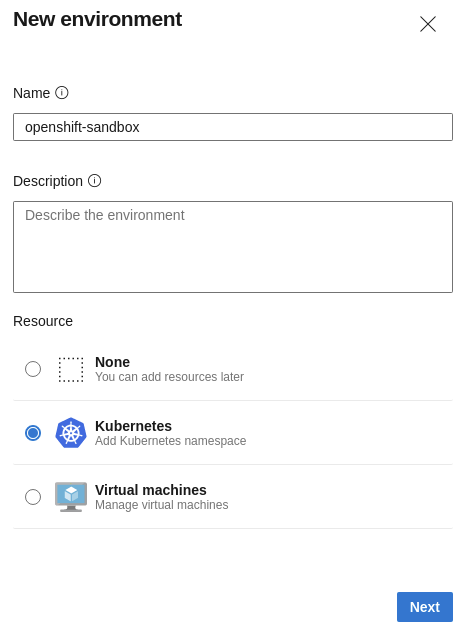 New environment
Name
openshift-sandbox
Description
Describe the environment
Resource
None
You can add resources later
Kubernetes
Add Kubernetes namespace
Virtual machines
Manage virtual machines
Next